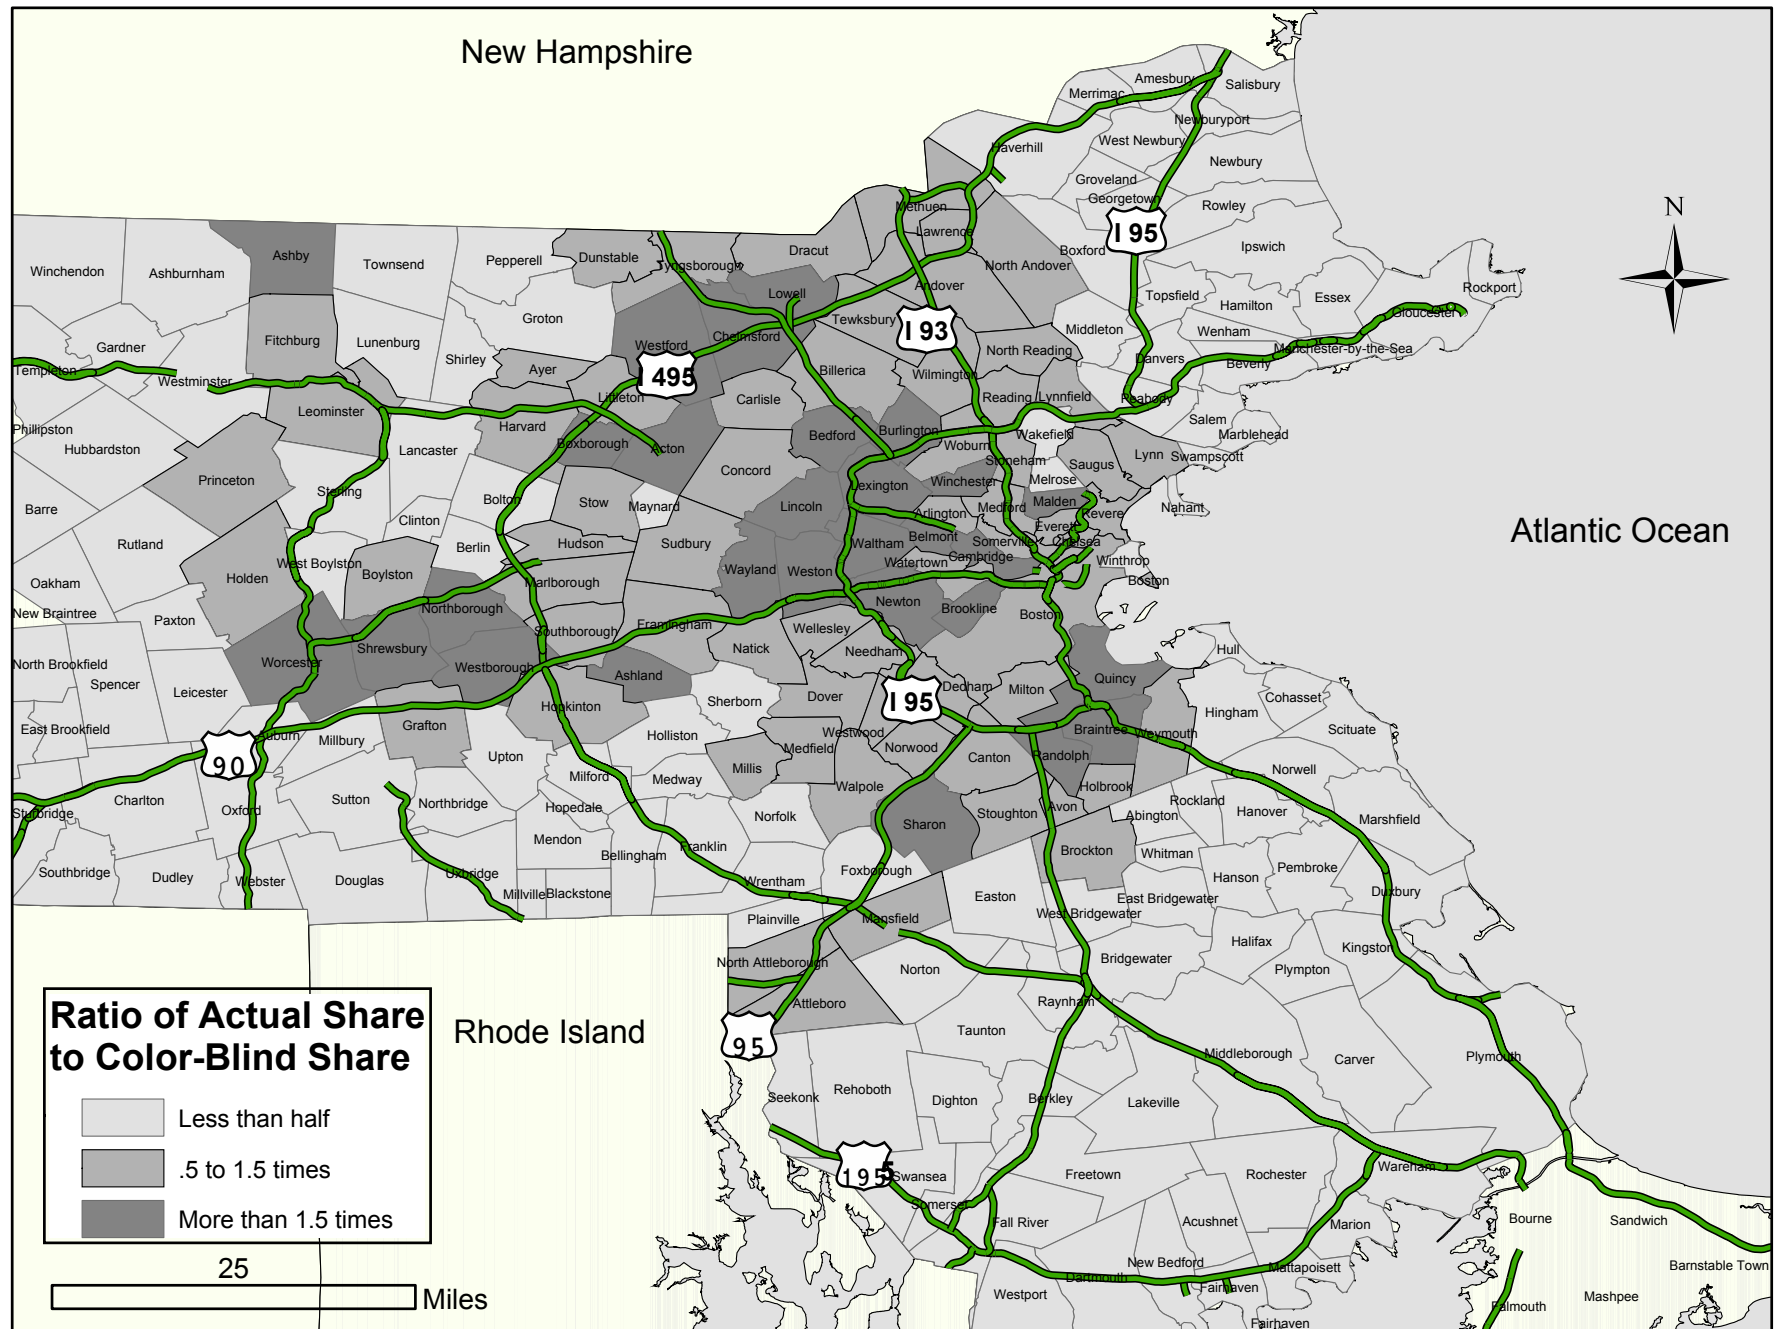 New Hampshire
Amesbury
Salisbury
Merrimac
Newburyport
West Newbury
Haverhill
Newbury
Groveland
Georgetown
Rowley
N
Methuen
I 95
Lawrence
Boxford
Ipswich
Ashby
Townsend
Pepperell
Dunstable
Tyngsborough
Dracut
North Andover
Winchendon
Ashburnham
Andover
Lowell
Topsfield
Hamilton
Essex
Rockport
Gloucester
Groton
Tewksbury
I 93
Middleton
Wenham
Fitchburg
Lunenburg
Chelmsford
Westford
North Reading
Manchester-by-the-Sea
Gardner
Shirley
Danvers
Beverly
Templeton
Westminster
Ayer
I 495
Billerica
Wilmington
Littleton
Carlisle
Reading
Lynnfield
Peabody
Leominster
Harvard
Salem
Phillipston
Hubbardston
Lancaster
Boxborough
Acton
Bedford
Burlington
Woburn
Wakefield
Marblehead
Stoneham
Saugus
Lynn
Swampscott
Princeton
Concord
Sterling
Bolton
Lexington
Winchester
Melrose
Barre
Stow
Maynard
Lincoln
Arlington
Medford
Malden
Revere
Nahant
Clinton
Everett
Atlantic Ocean
Rutland
Berlin
Hudson
Sudbury
Waltham
Belmont
Somerville
Chelsea
West Boylston
Boylston
Wayland
Weston
Watertown
Cambridge
Winthrop
Oakham
Holden
Marlborough
Boston
New Braintree
Paxton
Northborough
Newton
Brookline
Boston
Southborough
Framingham
Wellesley
North Brookfield
Worcester
Shrewsbury
Westborough
Natick
Needham
Hull
Spencer
Leicester
Ashland
Quincy
I 95
Dedham
Milton
Sherborn
Dover
Cohasset
East Brookfield
Auburn
Millbury
Grafton
Hopkinton
Holliston
Westwood
Medfield
Norwood
Braintree
Weymouth
Hingham
Scituate
90
Upton
Milford
Medway
Millis
Walpole
Canton
Randolph
Holbrook
Norwell
Sturbridge
Charlton
Oxford
Sutton
Northbridge
Hopedale
Norfolk
Sharon
Stoughton
Avon
Abington
Rockland
Hanover
Marshfield
Mendon
Bellingham
Franklin
Brockton
Whitman
Southbridge
Dudley
Webster
Douglas
Uxbridge
Millville
Blackstone
Wrentham
Foxborough
Easton
Hanson
Pembroke
Duxbury
East Bridgewater
West Bridgewater
Plainville
Mansfield
Halifax
Kingston
North Attleborough
Norton
Bridgewater
Plympton
Attleboro
Raynham
Ratio of Actual Share
to Color-Blind Share
Rhode Island
95
Taunton
Middleborough
Carver
Plymouth
Seekonk
Rehoboth
Dighton
Berkley
Lakeville
Less than half
.5 to 1.5 times
195
5
Swansea
Freetown
Rochester
Wareham
More than 1.5 times
Somerset
Fall River
Acushnet
Marion
Bourne
Sandwich
25
Miles
Dartmouth
New Bedford
Mattapoisett
Barnstable Town
Westport
Fairhaven
Falmouth
Mashpee
Fairhaven